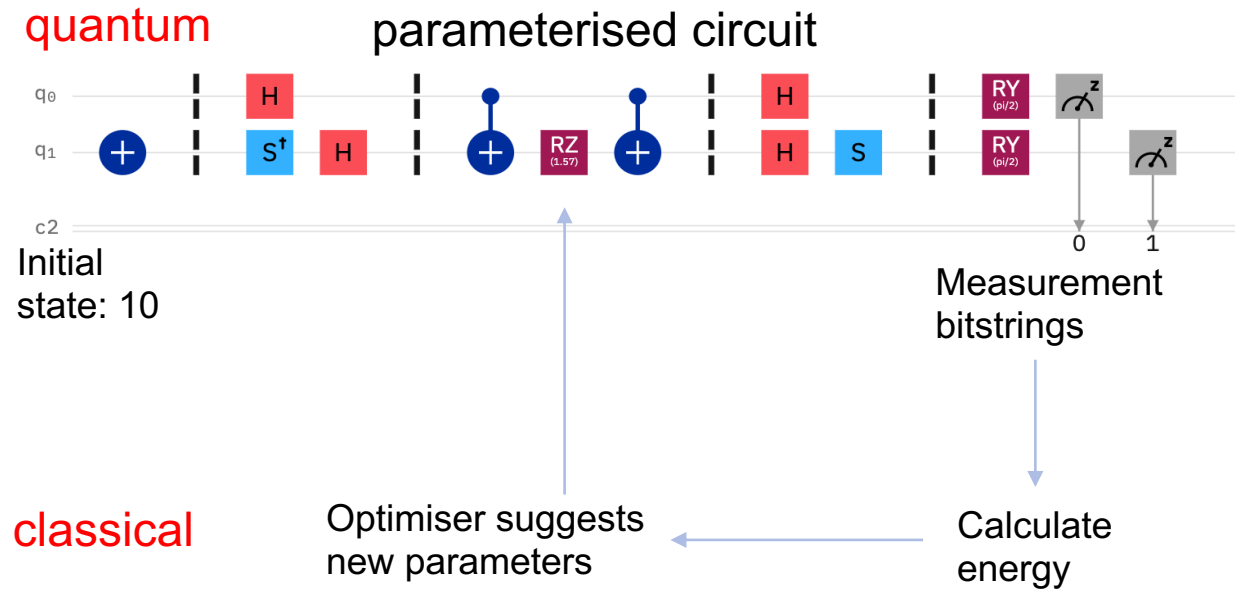 quantum
parameterised circuit
q0
H
RY
(pi/2)
z
q1
S†
H
RZ
(1.57)
H
S
RY
(pi/2)
z
H
c2
0
1
Initial
state: 10
Measurement
bitstrings
classical
Optimiser suggests
new parameters
Calculate
energy